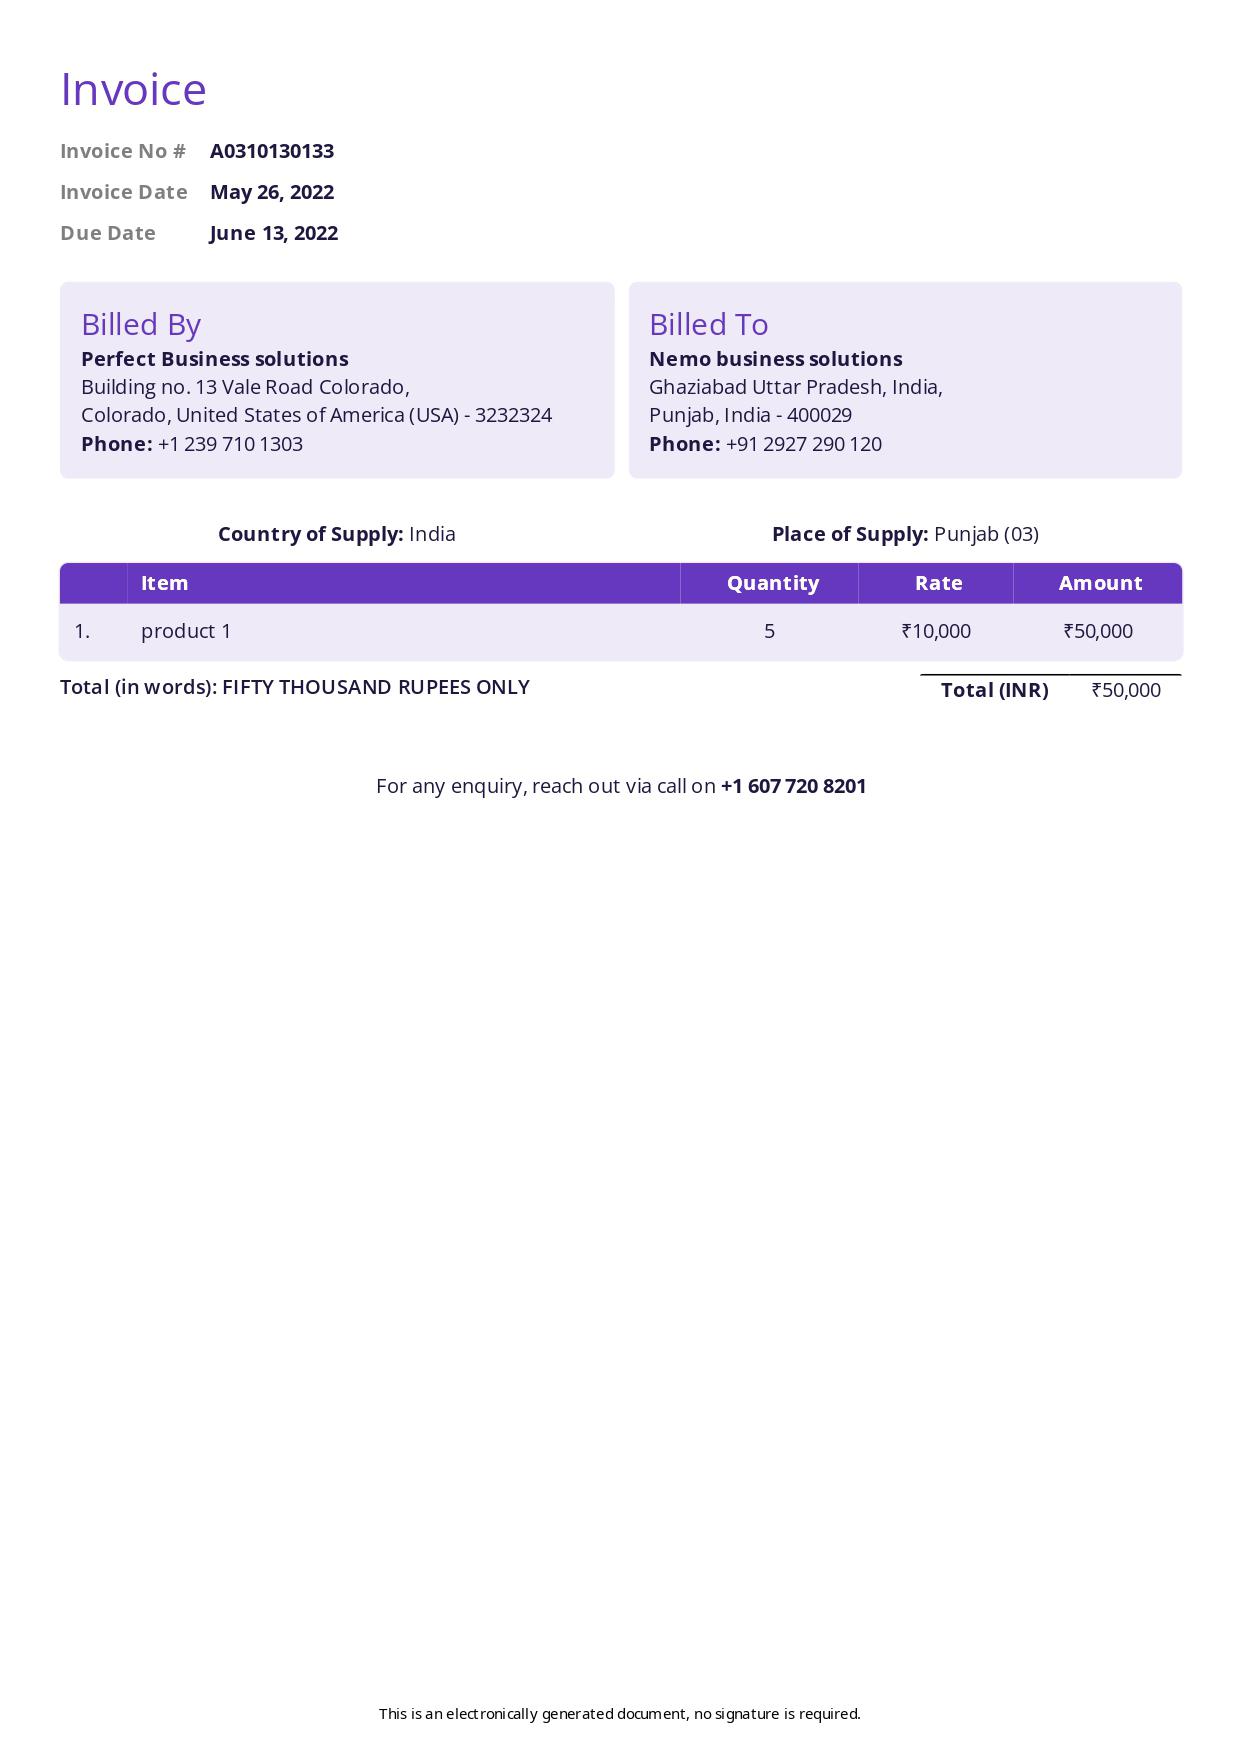 Invoice
Invoice No # A0310130133
Invoice Date May 26, 2022
Due Date June 13, 2022
Billed By
Perfect Business solutions
Building no. 13 Vale Road Colorado,
Colorado, United States of America (USA) - 3232324
Phone: +1 239 710 1303
Billed To
Nemo business solutions
Ghaziabad Uttar Pradesh, India,
Punjab, India - 400029
Phone: +91 2927 290 120
Country of Supply: India
Place of Supply: Punjab (03)
Item Quantity Rate Amount
1. product 1 5 ₹10,000 ₹50,000
Total (in words): FIFTY THOUSAND RUPEES ONLY
Total (INR) ₹50,000
For any enquiry, reach out via call on +1 607 720 8201
This is an electronically generated document, no signature is required.